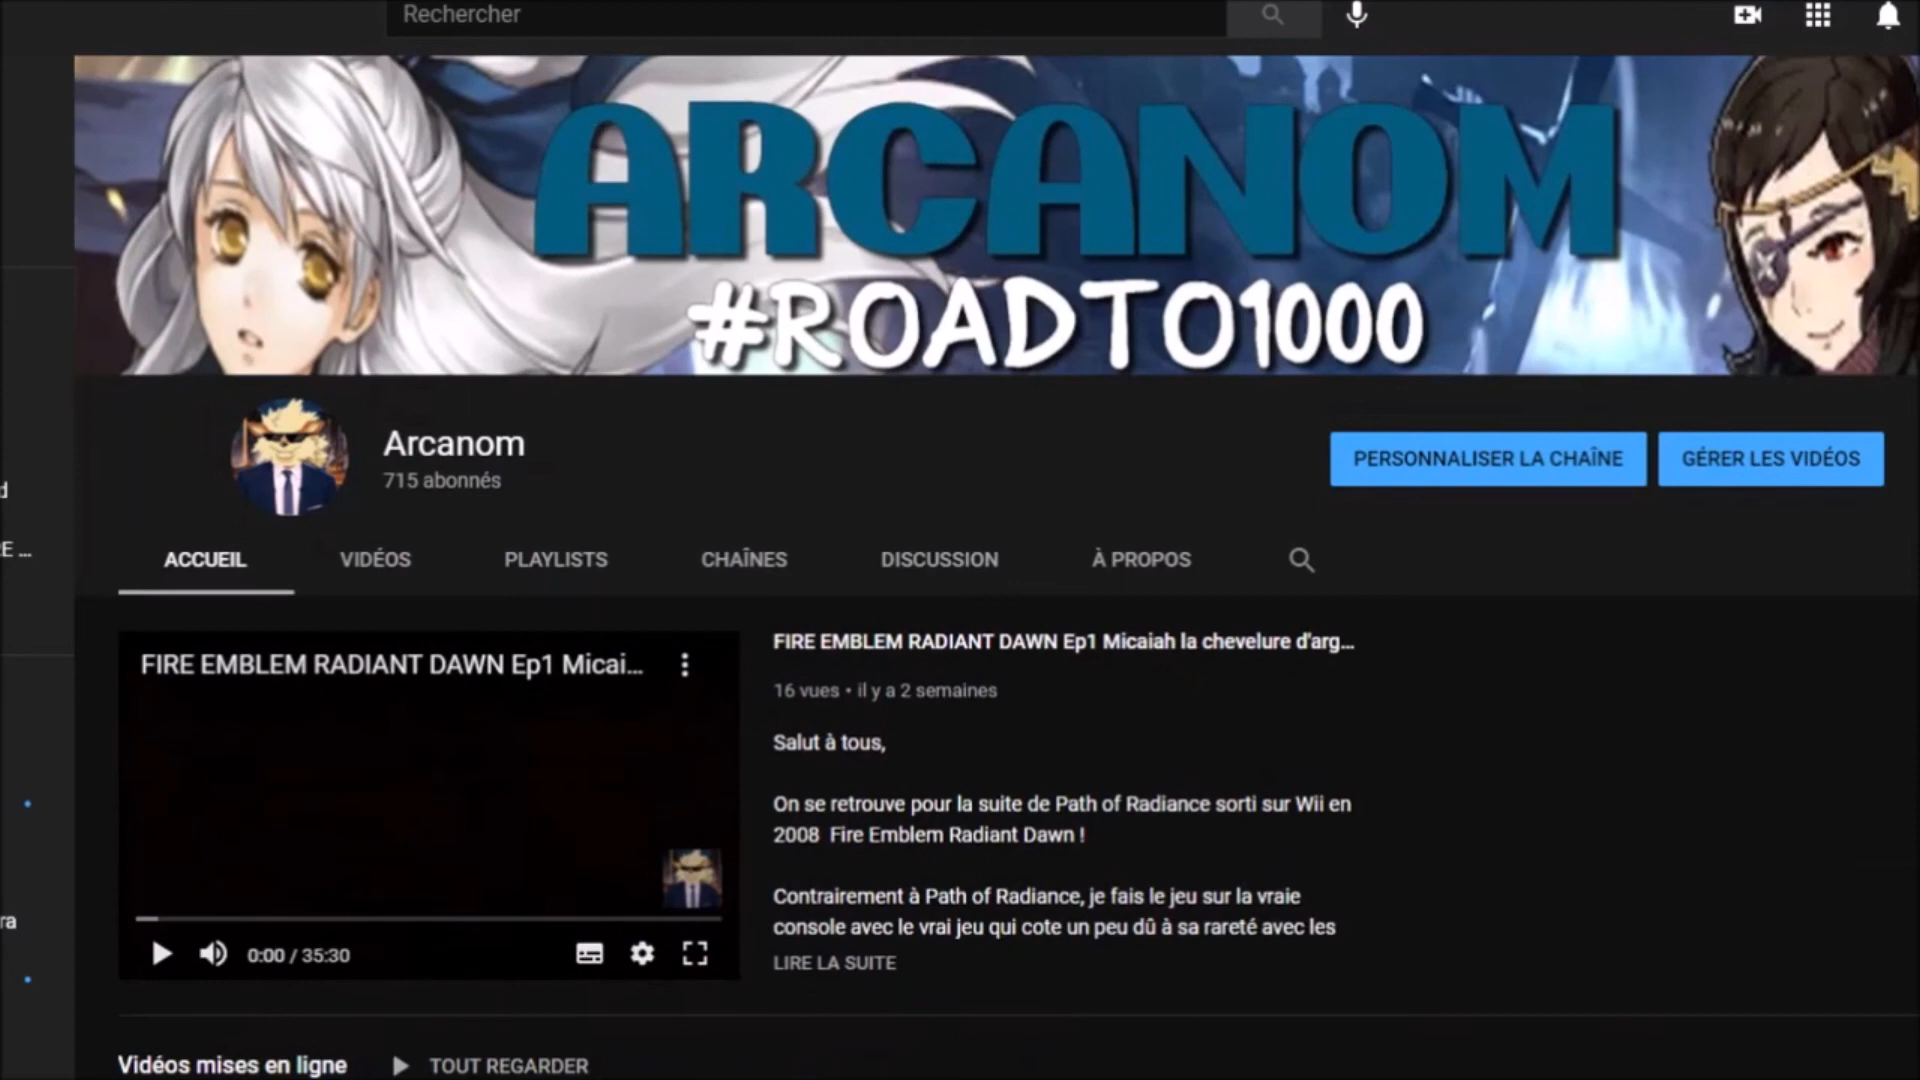 Rechercher
ARCANOM
#ROADTO1000
Arcanom
715 abonnés
PERSONNALISER LA CHAÎNE
GÉRER LES VIDÉOS
ACCUEIL
VIDÉOS
PLAYLISTS
CHAÎNES
DISCUSSION
À PROPOS
E ...
ra
FIRE EMBLEM RADIANT DAWN Ep1 Micai...
0:00 / 35:30
FIRE EMBLEM RADIANT DAWN Ep1 Micaiah la chevelure d'arg...
16 vues • il y a 2 semaines
Salut à tous,
On se retrouve pour la suite de Path of Radiance sorti sur Wii en
2008 Fire Emblem Radiant Dawn !
Contrairement à Path of Radiance, je fais le jeu sur la vraie
console avec le vrai jeu qui cote un peu dû à sa rareté avec les
LIRE LA SUITE
Vidéos mises en ligne
TOUT REGARDER